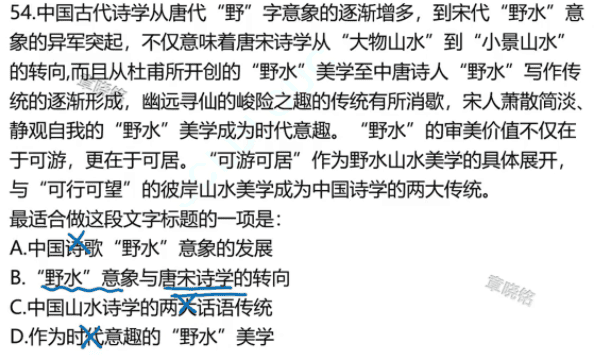 54.中国古代诗学从唐代“野”字意象的逐渐增多，到宋代“野水”意
象的异军突起，不仅意味着唐宋诗学从“大物山水”到“小景山水”
的转向,而且从杜甫所开创的“野水”美学至中唐诗人“野水”写作传
统的逐渐形成，幽远寻仙的峻险之趣的传统有所消歇，宋人萧散简淡、
静观自我的“野水”美学成为时代意趣。“野水”的审美价值不仅在
于可游，更在于可居。“可游可居”作为野水山水美学的具体展开，
与“可行可望”的彼岸山水美学成为中国诗学的两大传统。
最适合做这段文字标题的一项是：
A.中国诗歌“野水”意象的发展
B.“野水”意象与唐宋诗学的转向
C.中国山水诗学的两大话语传统
D.作为时代意趣的“野水”美学
章晓铭
章晓铭